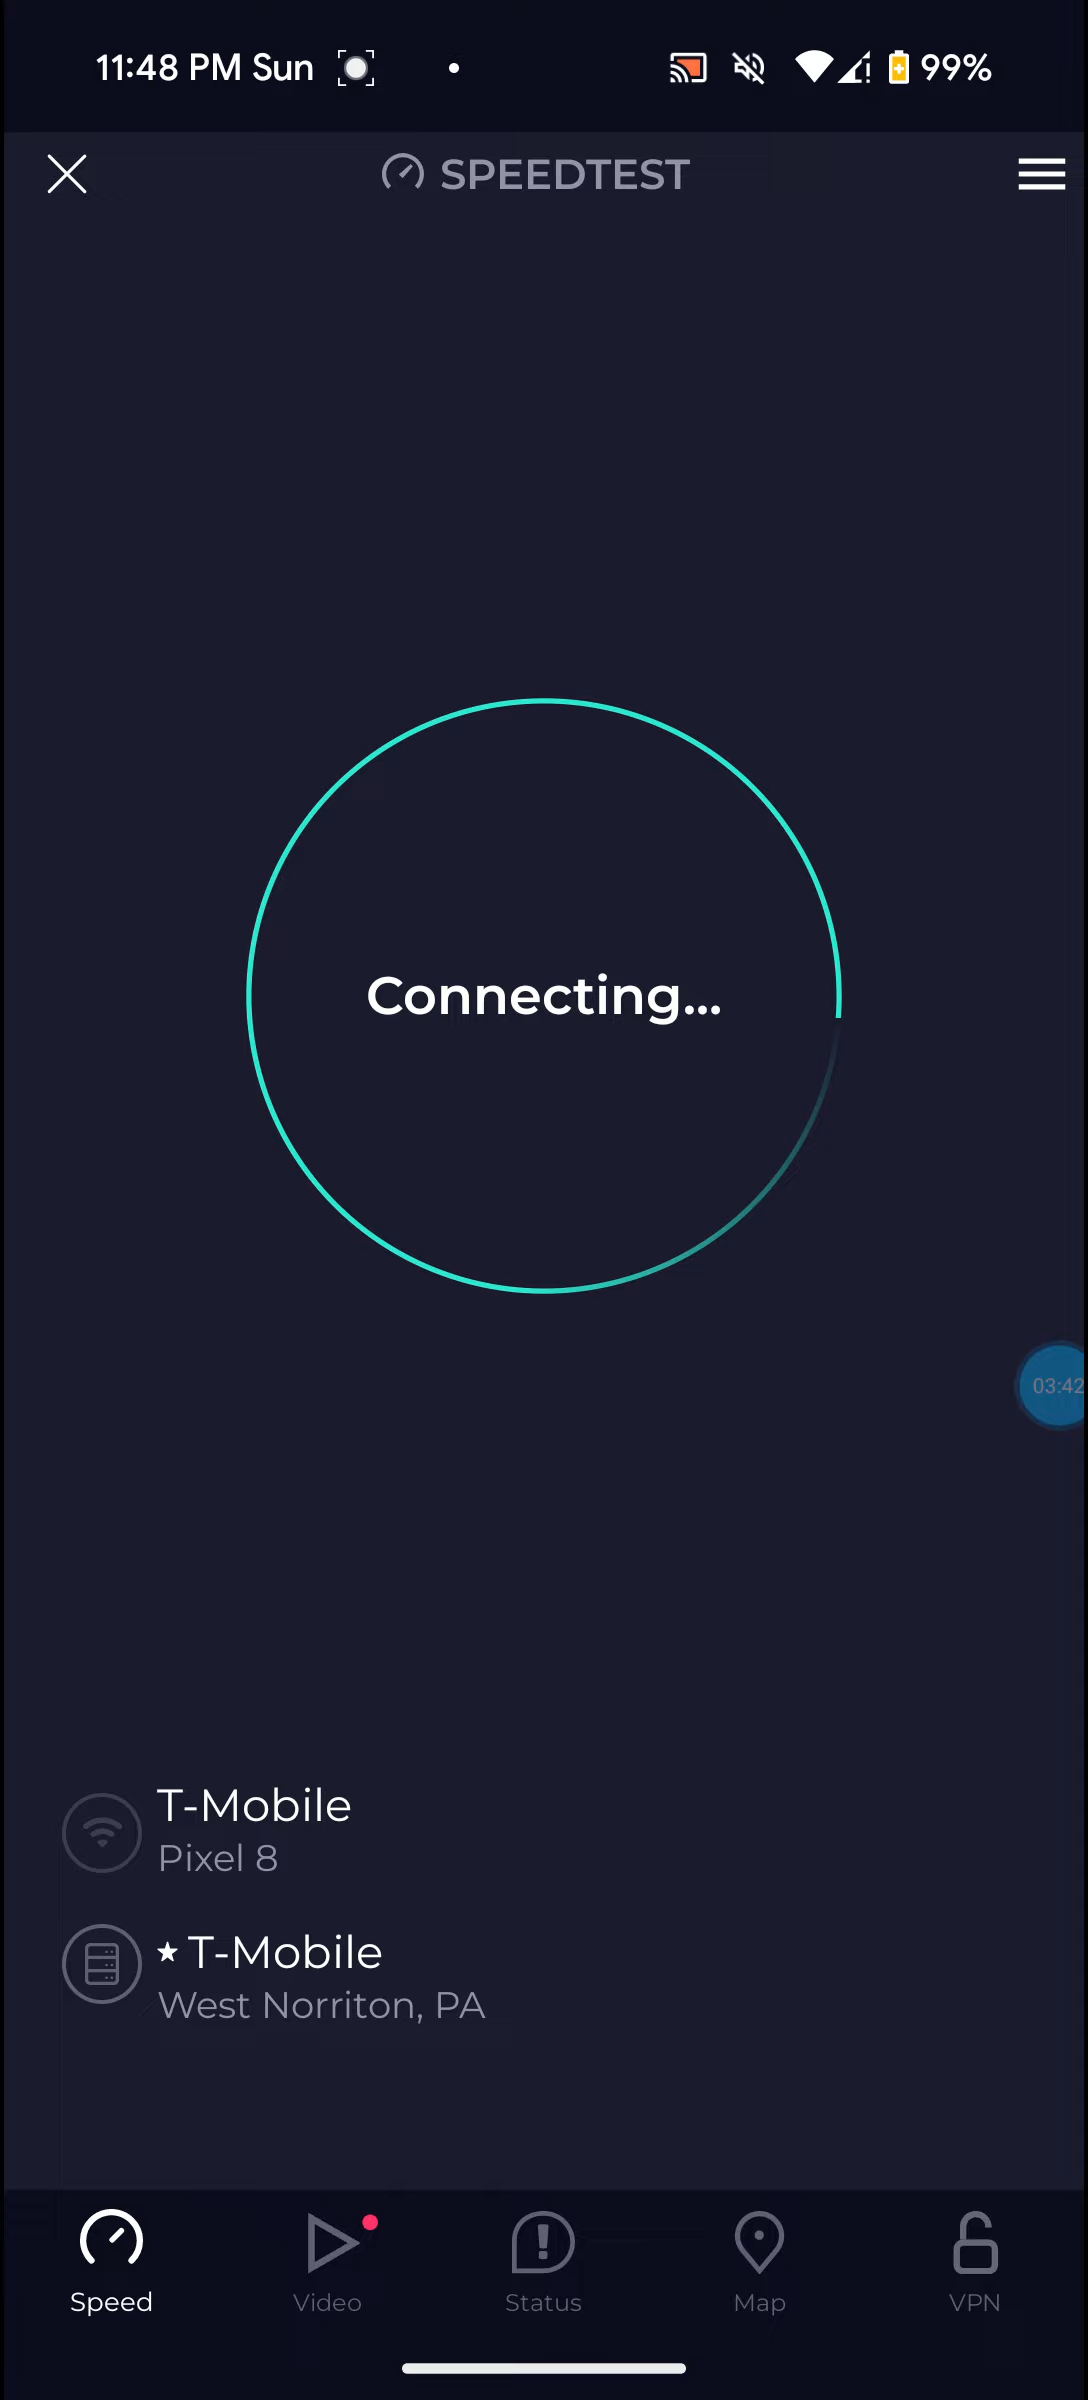 11:48 PM Sun 99%
SPEEDTEST
Connecting...
03:42
T-Mobile
Pixel 8
T-Mobile
West Norriton, PA
Speed Video Status Map VPN